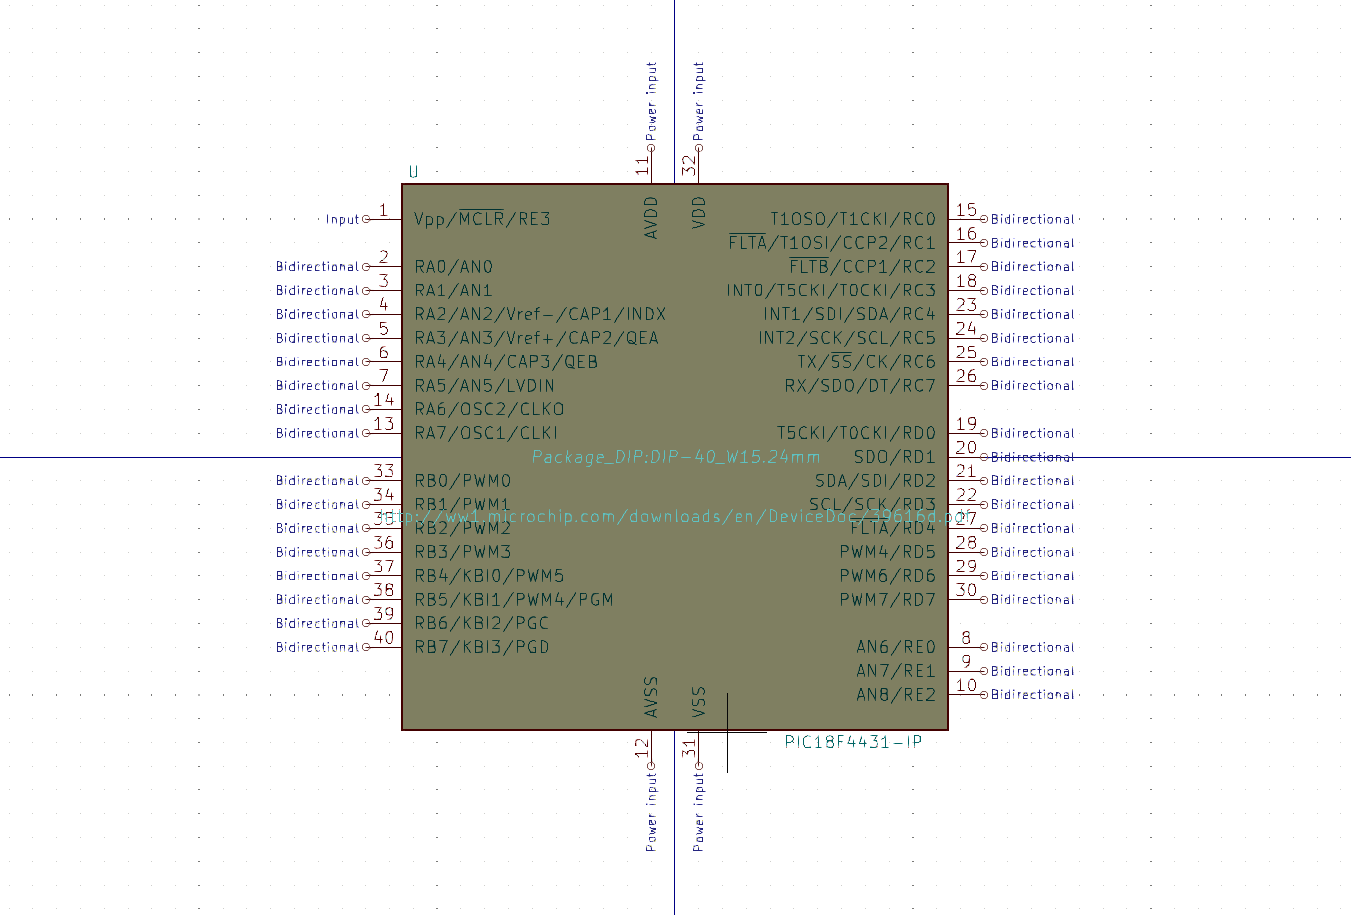 Power input
Power input
11
32
U
AVDD
VDD
Input 1 Vpp/MCLR/RE3
T1OSO/T1CKI/RC0 15 Bidirectional
FLTA/T1OSI/CCP2/RC1 16 Bidirectional
Bidirectional 2 RA0/AN0
FLTB/CCP1/RC2 17 Bidirectional
Bidirectional 3 RA1/AN1
INT0/T5CKI/T0CKI/RC3 18 Bidirectional
Bidirectional 4 RA2/AN2/Vref-/CAP1/INDX
INT1/SDI/SDA/RC4 23 Bidirectional
Bidirectional 5 RA3/AN3/Vref+/CAP2/QEA
INT2/SCK/SCL/RC5 24 Bidirectional
Bidirectional 6 RA4/AN4/CAP3/QEB
TX/SS/CK/RC6 25 Bidirectional
Bidirectional 7 RA5/AN5/LVDIN
RX/SDO/DT/RC7 26 Bidirectional
Bidirectional 14 RA6/OSC2/CLKO
Bidirectional 13 RA7/OSC1/CLKI
T5CKI/T0CKI/RD0 19 Bidirectional
Package_DIP:DIP-40_W15.24mm
SDO/RD1 20 Bidirectional
Bidirectional 33 RB0/PWM0
SDA/SDI/RD2 21 Bidirectional
Bidirectional 34 RB1/PWM1
SCL/SCK/RD3 22 Bidirectional
http://ww1.microchip.com/downloads/en/DeviceDoc/39616d.pdf
Bidirectional 35 RB2/PWM2
FLTA/RD4 27 Bidirectional
Bidirectional 36 RB3/PWM3
PWM4/RD5 28 Bidirectional
Bidirectional 37 RB4/KBI0/PWM5
PWM6/RD6 29 Bidirectional
Bidirectional 38 RB5/KBI1/PWM4/PGM
PWM7/RD7 30 Bidirectional
Bidirectional 39 RB6/KBI2/PGC
Bidirectional 40 RB7/KBI3/PGD
AN6/RE0 8 Bidirectional
AN7/RE1 9 Bidirectional
AN8/RE2 10 Bidirectional
AVSS
VSS
12
31
PIC18F4431-IP
Power input
Power input